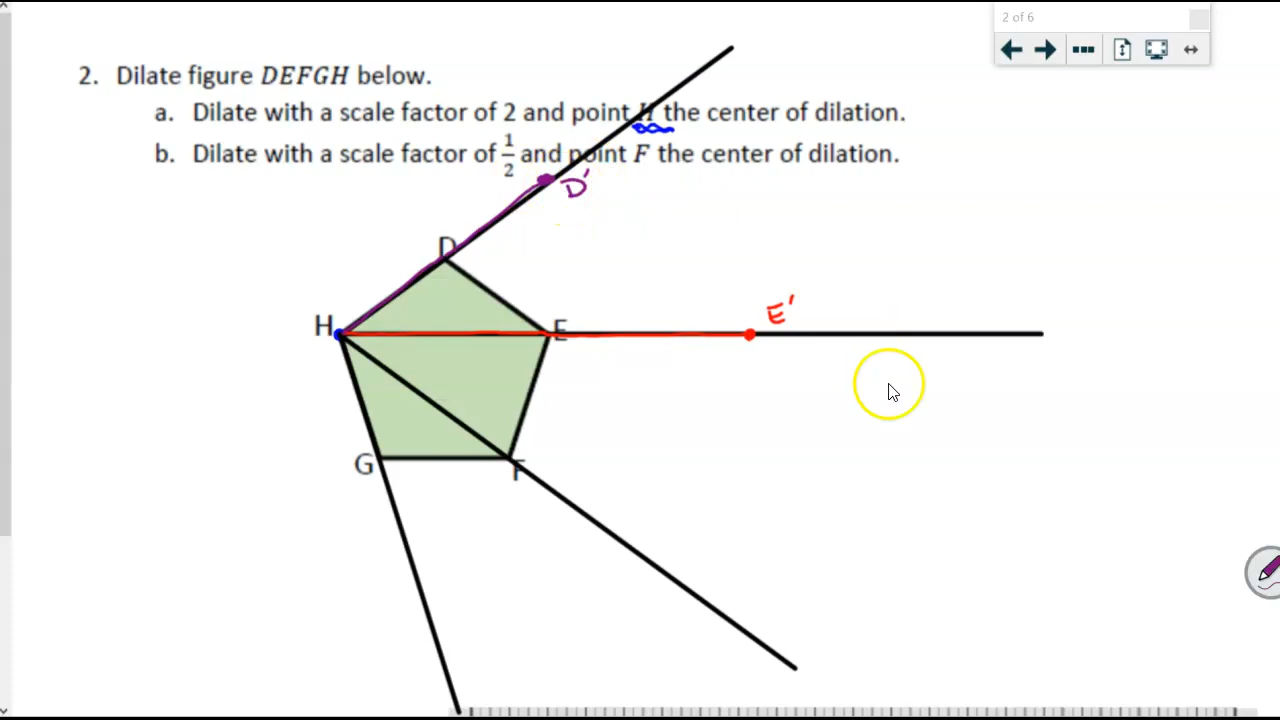 2 of 6
2. Dilate figure DEFGH below.
a. Dilate with a scale factor of 2 and point H the center of dilation.
b. Dilate with a scale factor of 1/2 and point F the center of dilation.
D'
D
E'
H
E
G
F